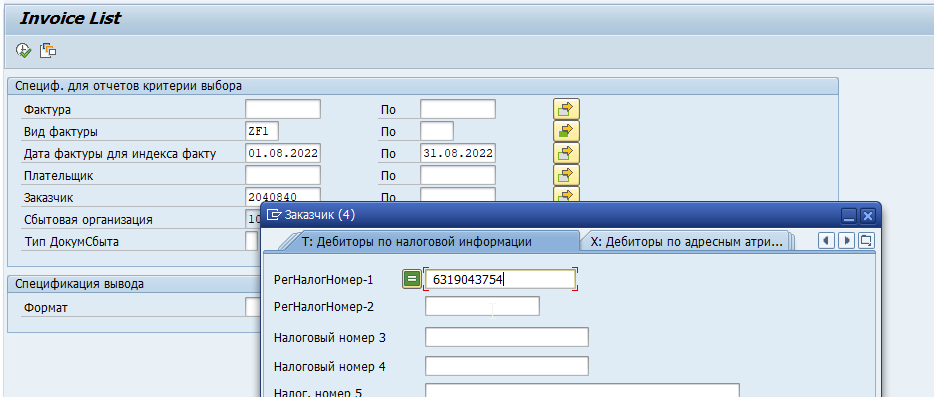 Invoice List
Специф. для отчетов критерии выбора
Фактура По
Вид фактуры ZF1 По
Дата фактуры для индекса факту 01.08.2022 По 31.08.2022
Плательщик По
Заказчик 2040840 По
Сбытовая организация 10
Тип ДокумСбыта
Спецификация вывода
Формат
Заказчик (4)
T: Дебиторы по налоговой информации X: Дебиторы по адресным атри...
РегНалогНомер-1 = 6319043754
РегНалогНомер-2
Налоговый номер 3
Налоговый номер 4
Налог. номер 5